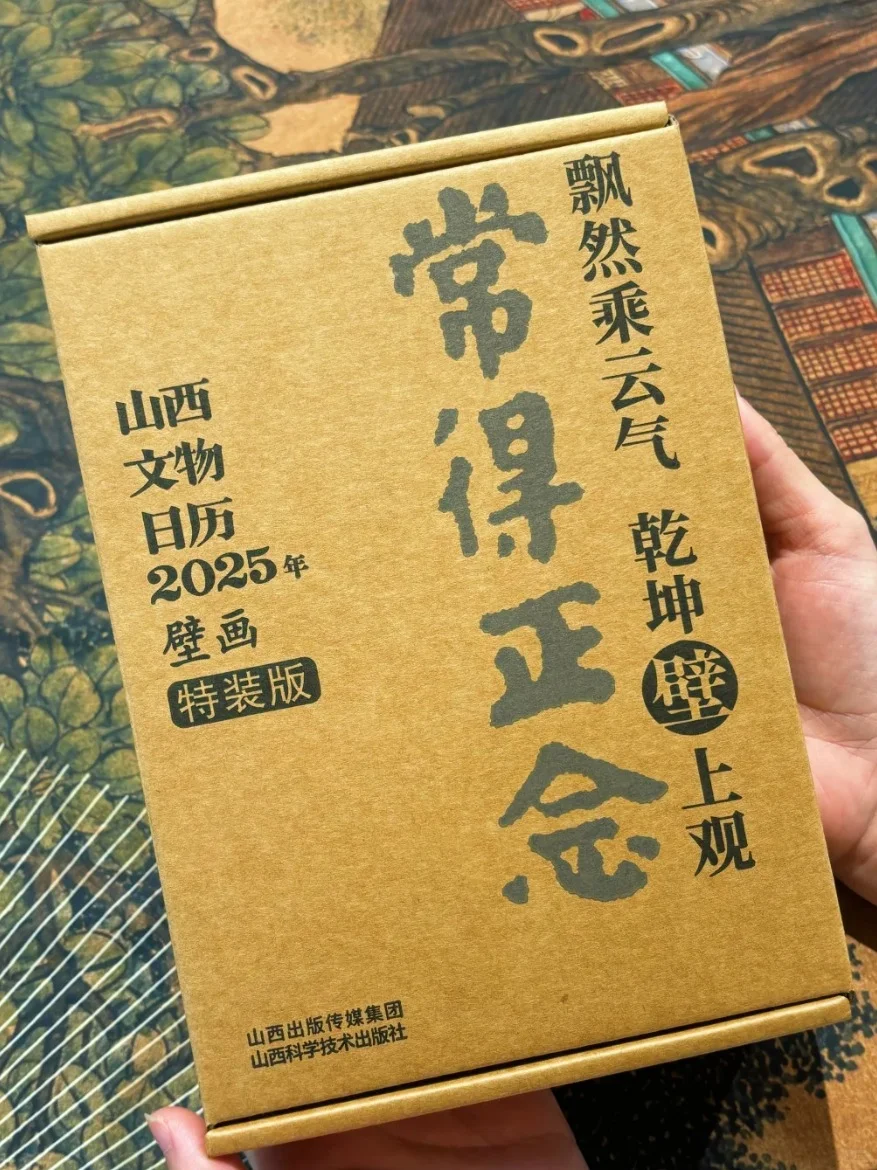 飘然乘云气 乾坤壁上观
常得正念
山西
文物
日历
2025年
壁画
特装版
山西出版传媒集团
山西科学技术出版社